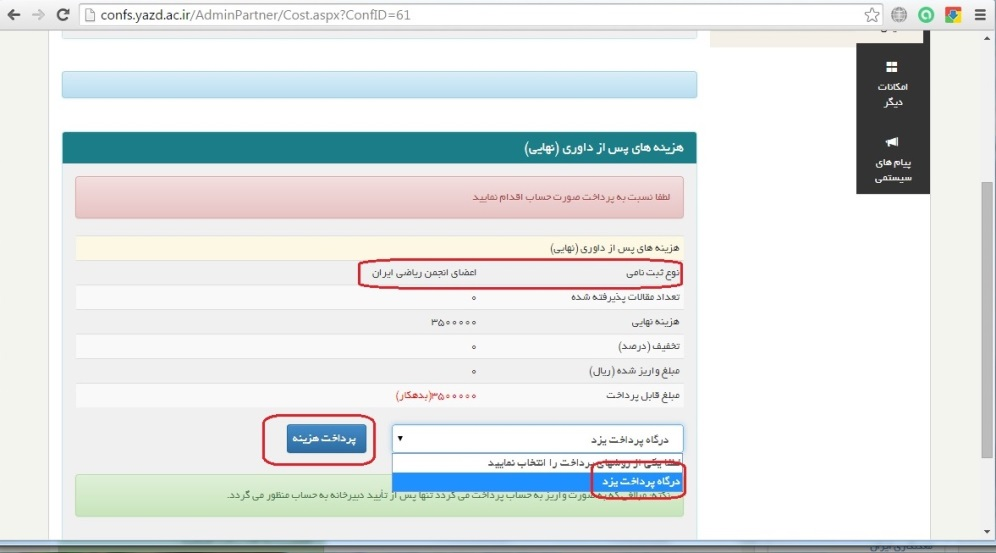 confs.yazd.ac.ir/AdminPartner/Cost.aspx?ConfID=61
امکانات
دیگر
پیام های
سیستمی
هزینه های پس از داوری (نهایی)
لطفا نسبت به پرداخت صورت حساب اقدام نمایید
هزینه های پس از داوری (نهایی)
نوع ثبت نامی اعضای انجمن ریاضی ایران
تعداد مقالات پذیرفته شده ۰
هزینه نهایی ۳۵۰۰۰۰۰
تخفیف (درصد) ۰
مبلغ واریز شده (ریال) ۰
مبلغ قابل پرداخت ۳۵۰۰۰۰۰(بدهکار)
درگاه پرداخت یزد پرداخت هزینه
لطفا یکی از روشهای پرداخت را انتخاب نمایید
درگاه پرداخت یزد
نکته: مبالغی که به صورت واریز به حساب پرداخت می گردد تنها پس از تأیید دبیرخانه به حساب منظور می گردد.